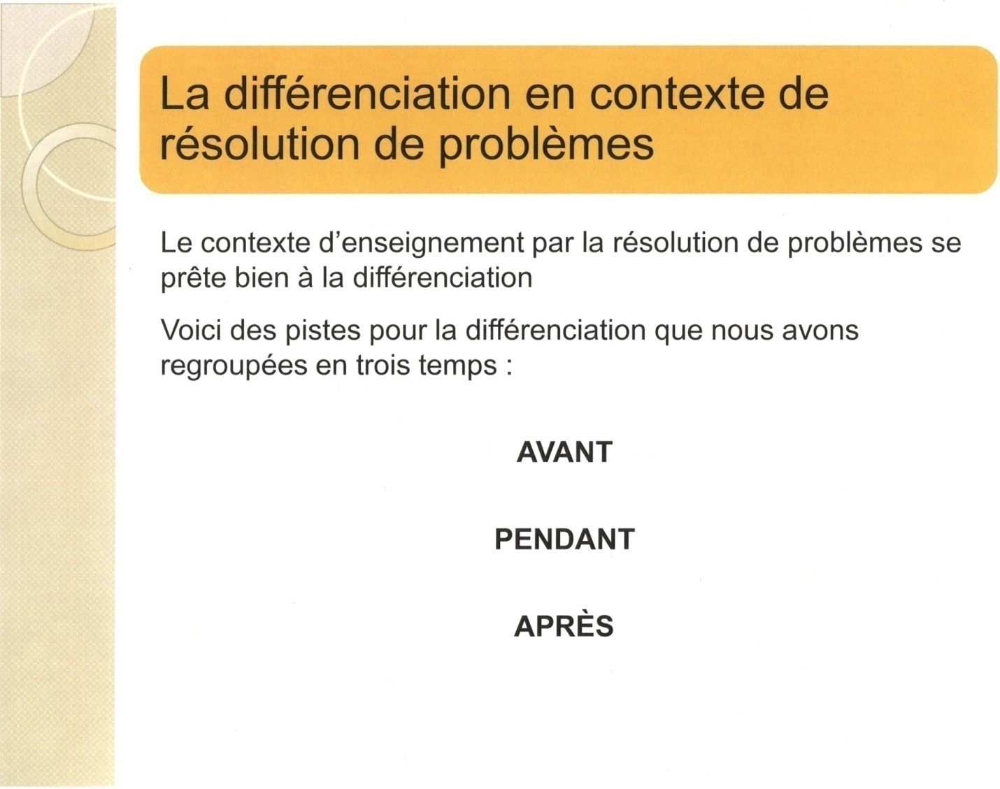 La différenciation en contexte de
résolution de problèmes
Le contexte d’enseignement par la résolution de problèmes se
prête bien à la différenciation
Voici des pistes pour la différenciation que nous avons
regroupées en trois temps :
AVANT
PENDANT
APRÈS